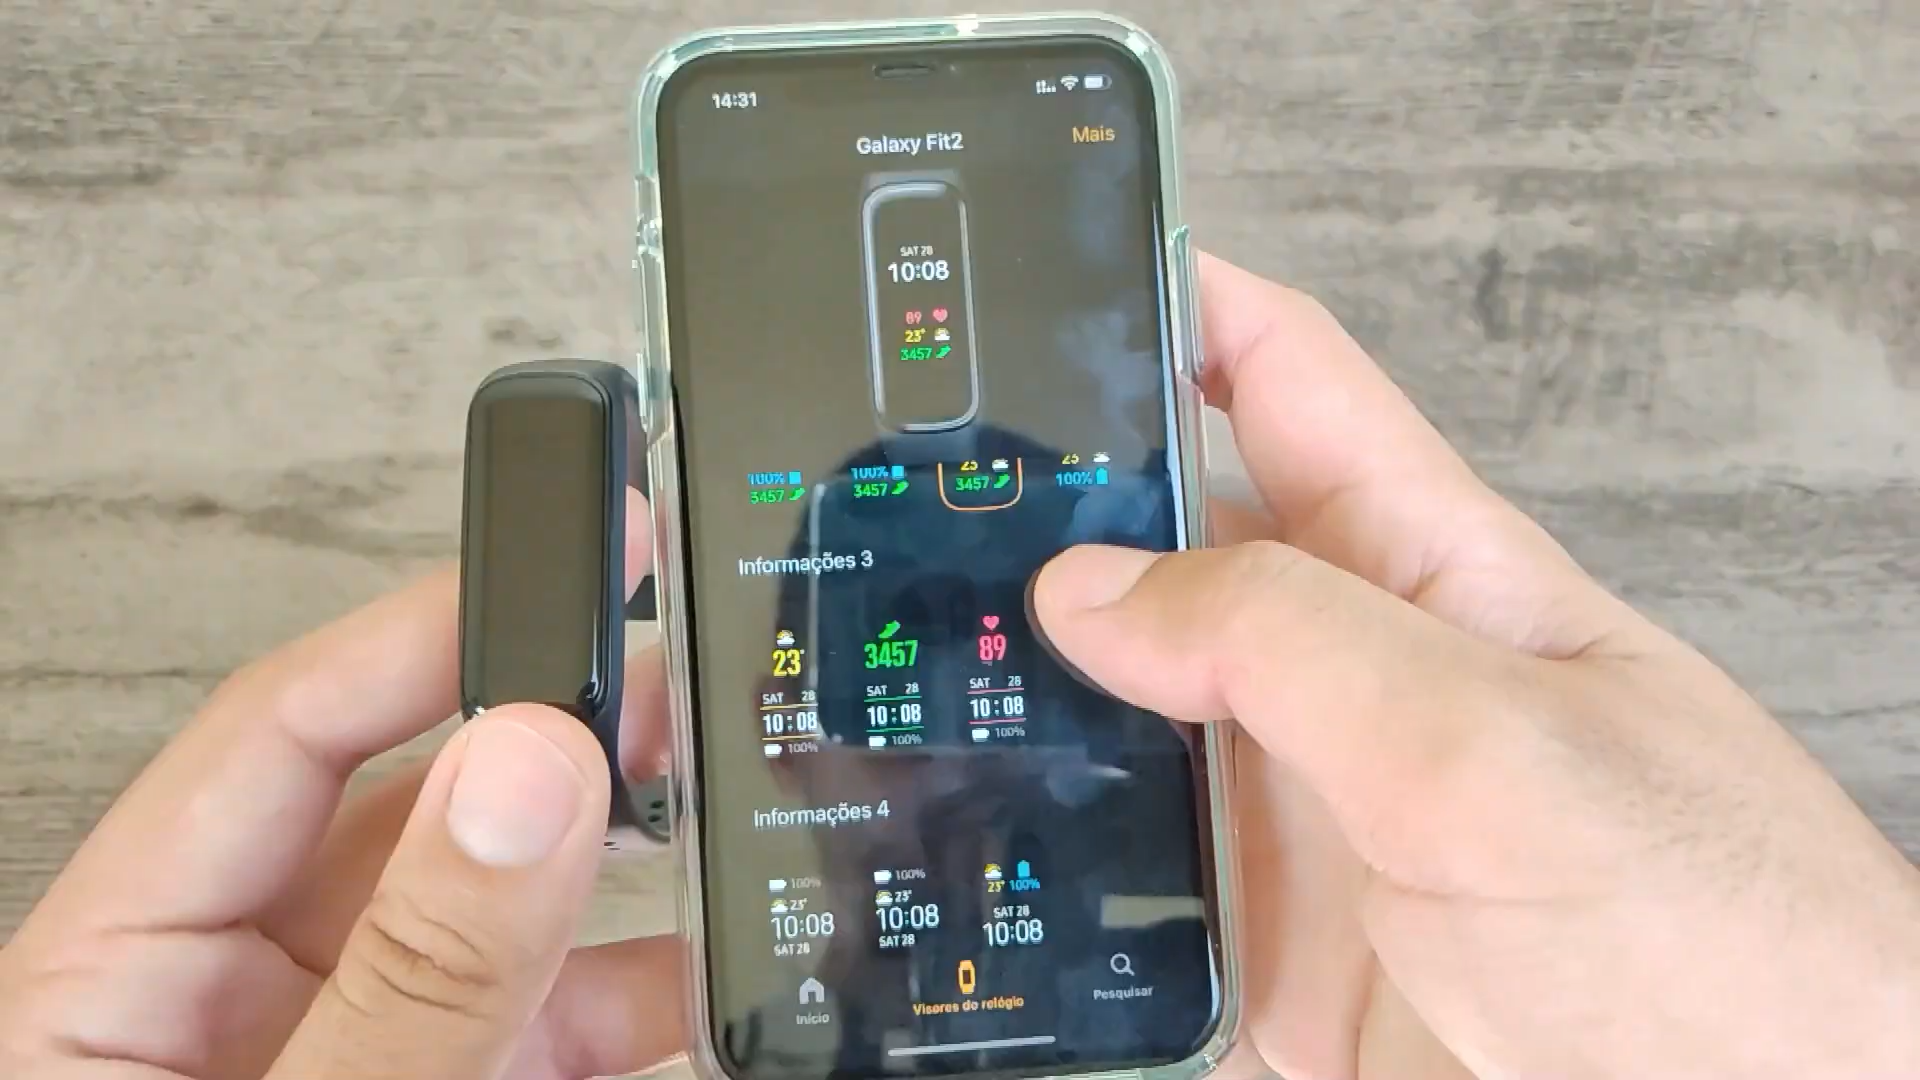 14:31
Galaxy Fit2
Mais
SAT 28
10:08
89
23°
3457
100% 100% 23 23
3457 3457 3457 100%
Informações 3
23° 3457 89
SAT 28 SAT 28 SAT 28
10:08 10:08 10:08
100% 100% 100%
Informações 4
100% 100% 23° 100%
23° 23° SAT 28
10:08 10:08 10:08
SAT 28 SAT 28
Início Visores do relógio Pesquisar